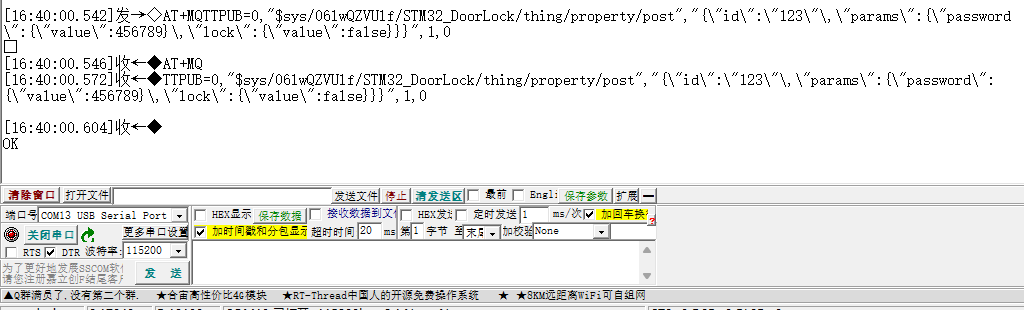 [16:40:00.542]发→◇AT+MQTTPUB=0,"$sys/061wQZVU1f/STM32_DoorLock/thing/property/post","{\"id\":\"123\"\,\"params\":{\"password
\":{\"value\":456789}\,\"lock\":{\"value\":false}}}",1,0
□
[16:40:00.546]收←◆AT+MQ
[16:40:00.572]收←◆TTPUB=0,"$sys/061wQZVU1f/STM32_DoorLock/thing/property/post","{\"id\":\"123\"\,\"params\":{\"password\":
{\"value\":456789}\,\"lock\":{\"value\":false}}}",1,0
[16:40:00.604]收←◆
OK
清除窗口 打开文件 发送文件 停止 清发送区 最前 Engli 保存参数 扩展 —
端口号 COM13 USB Serial Port HEX显示 保存数据 接收数据到文件 HEX发送 定时发送 1 ms/次 加回车换行
关闭串口 更多串口设置 加时间戳和分包显示 超时时间 20 ms 第1 字节 至 末尾 加校验 None
RTS DTR 波特率: 115200
为了更好地发展SSCOM软件
请您注册嘉立创F结尾客户
发 送
▲Q群满员了,没有第二个群. ★合宙高性价比4G模块 ★RT-Thread中国人的开源免费操作系统 ★ ★8KM远距离WiFi可自组网